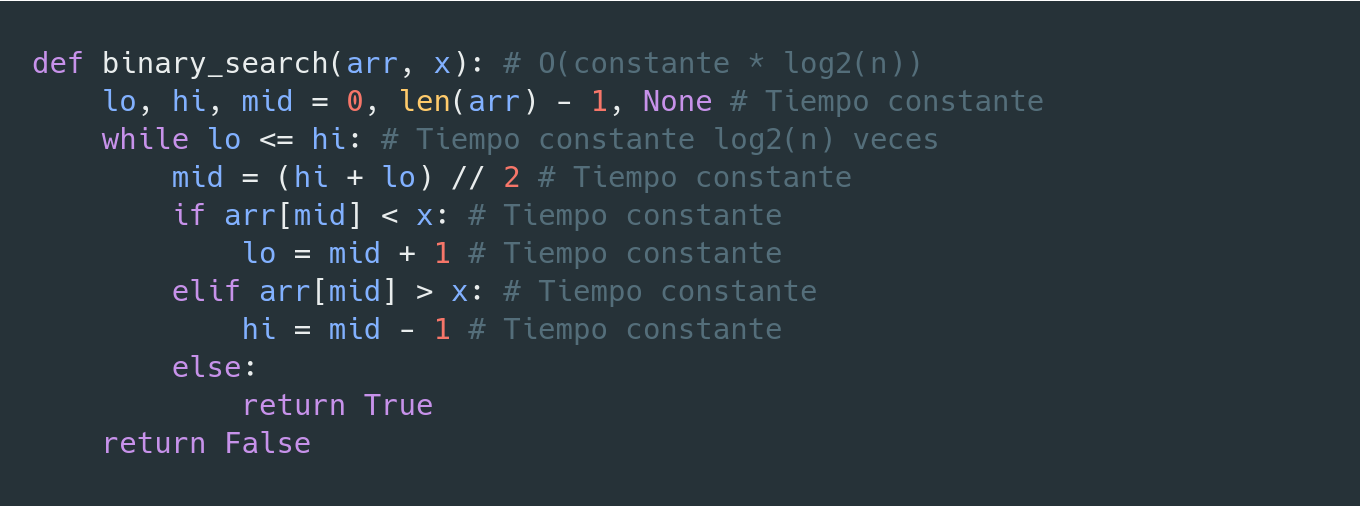 def binary_search(arr, x): # O(constante * log2(n))
    lo, hi, mid = 0, len(arr) - 1, None # Tiempo constante
    while lo <= hi: # Tiempo constante log2(n) veces
        mid = (hi + lo) // 2 # Tiempo constante
        if arr[mid] < x: # Tiempo constante
            lo = mid + 1 # Tiempo constante
        elif arr[mid] > x: # Tiempo constante
            hi = mid - 1 # Tiempo constante
        else:
            return True
    return False